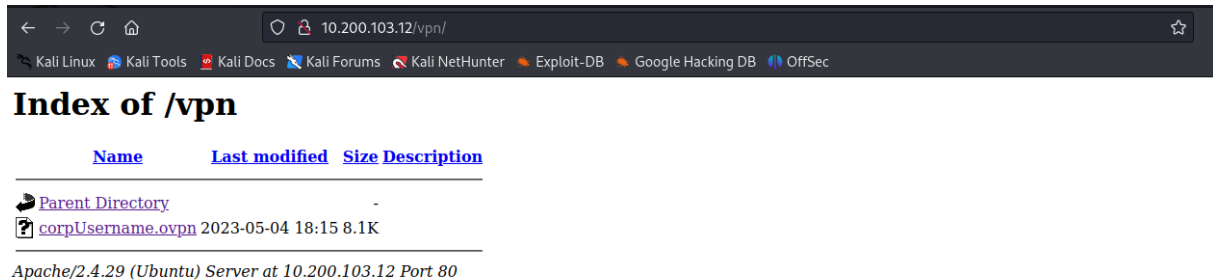 10.200.103.12/vpn/
Kali Linux Kali Tools Kali Docs Kali Forums Kali NetHunter Exploit-DB Google Hacking DB OffSec
Index of /vpn
Name Last modified Size Description
Parent Directory -
corpUsername.ovpn 2023-05-04 18:15 8.1K
Apache/2.4.29 (Ubuntu) Server at 10.200.103.12 Port 80